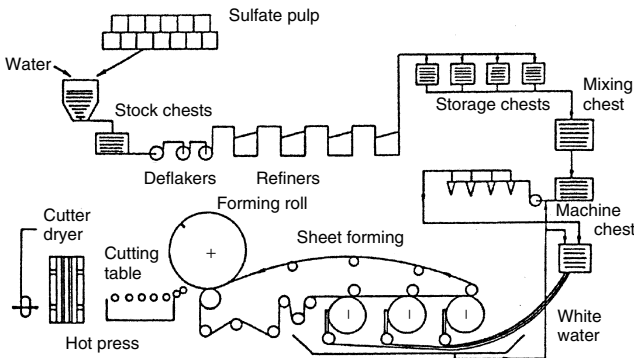 Sulfate pulp
Water
Stock chests
Deflakers
Refiners
Storage chests
Mixing
chest
Machine
chest
Forming roll
Sheet forming
Cutter
dryer
Cutting
table
Hot press
White
water